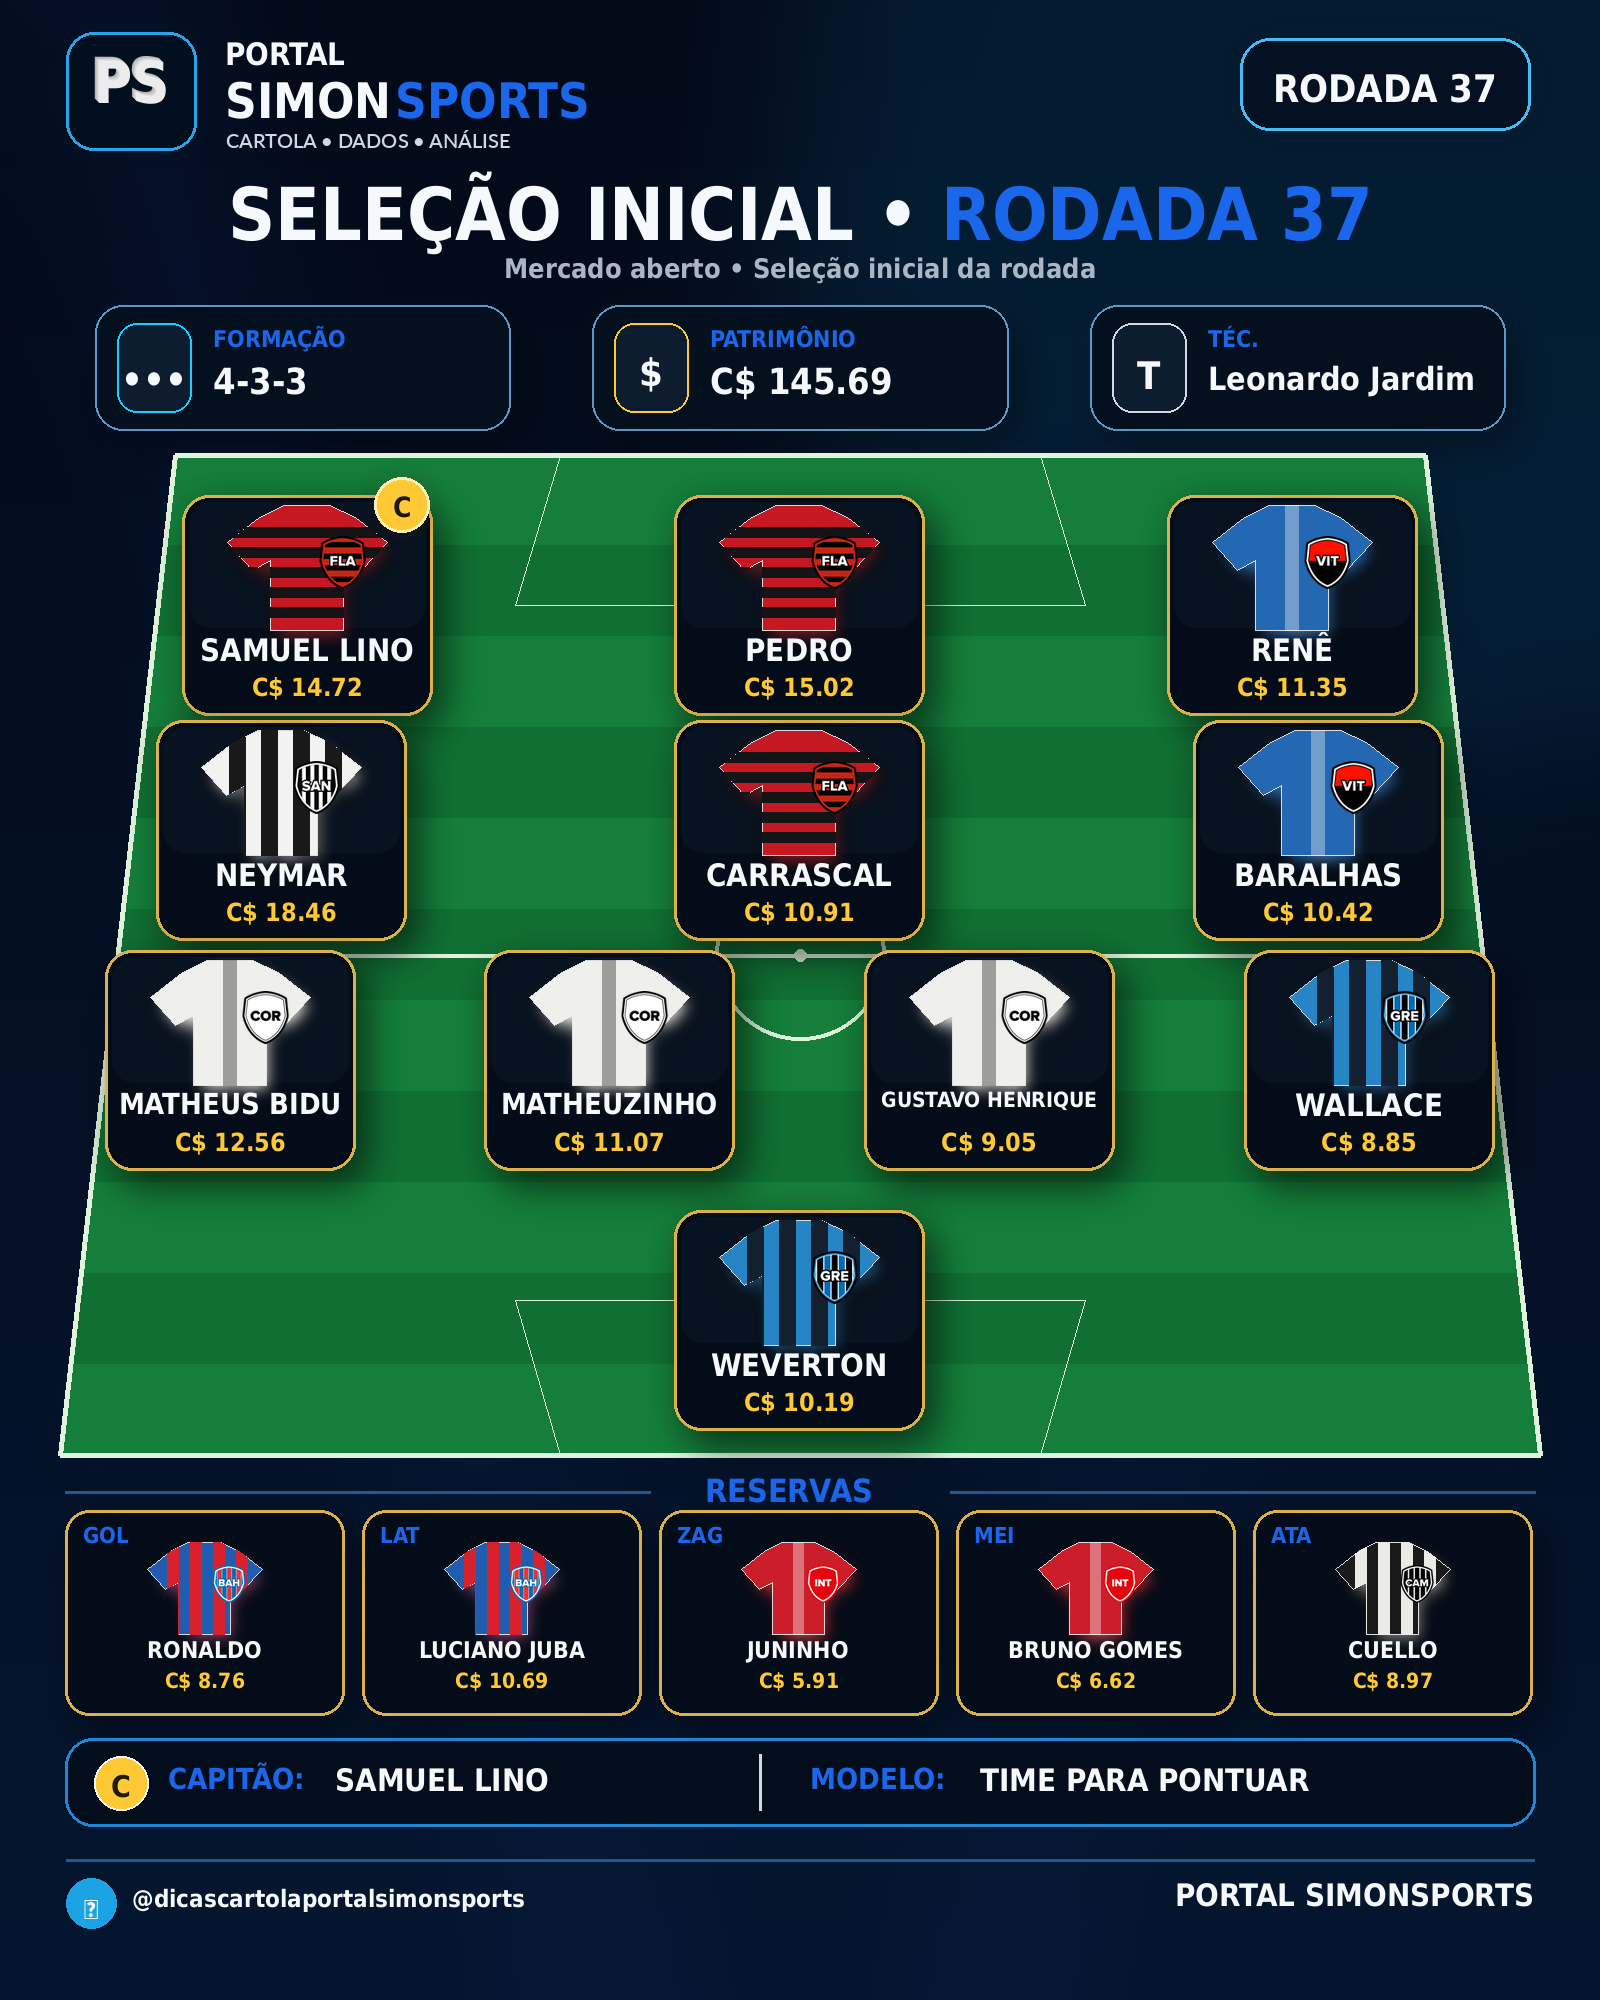 PS
PORTAL
SIMONSPORTS
CARTOLA • DADOS • ANÁLISE
RODADA 37
SELEÇÃO INICIAL • RODADA 37
Mercado aberto • Seleção inicial da rodada
FORMAÇÃO
4-3-3
$
PATRIMÔNIO
C$ 145.69
T
TÉC.
Leonardo Jardim
C
FLA
SAMUEL LINO
C$ 14.72
FLA
PEDRO
C$ 15.02
VIT
RENÊ
C$ 11.35
SAN
NEYMAR
C$ 18.46
FLA
CARRASCAL
C$ 10.91
VIT
BARALHAS
C$ 10.42
COR
MATHEUS BIDU
C$ 12.56
COR
MATHEUZINHO
C$ 11.07
COR
GUSTAVO HENRIQUE
C$ 9.05
GRE
WALLACE
C$ 8.85
GRE
WEVERTON
C$ 10.19
RESERVAS
GOL
BAH
RONALDO
C$ 8.76
LAT
BAH
LUCIANO JUBA
C$ 10.69
ZAG
INT
JUNINHO
C$ 5.91
MEI
INT
BRUNO GOMES
C$ 6.62
ATA
CAM
CUELLO
C$ 8.97
C CAPITÃO: SAMUEL LINO
MODELO: TIME PARA PONTUAR
@dicascartolaportalsimonsports
PORTAL SIMONSPORTS